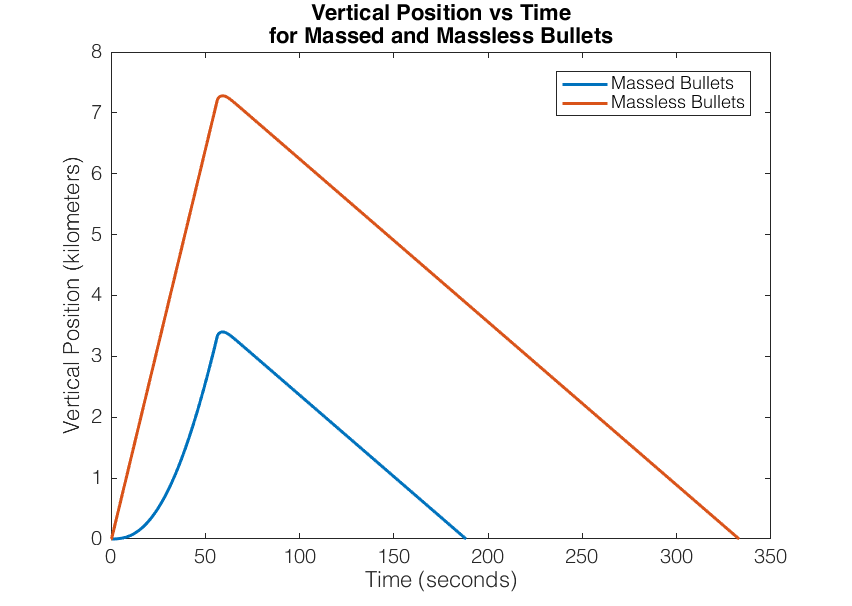 Vertical Position vs Time
for Massed and Massless Bullets
Massed Bullets
Massless Bullets
Vertical Position (kilometers)
8
7
6
5
4
3
2
1
0
0 50 100 150 200 250 300 350
Time (seconds)